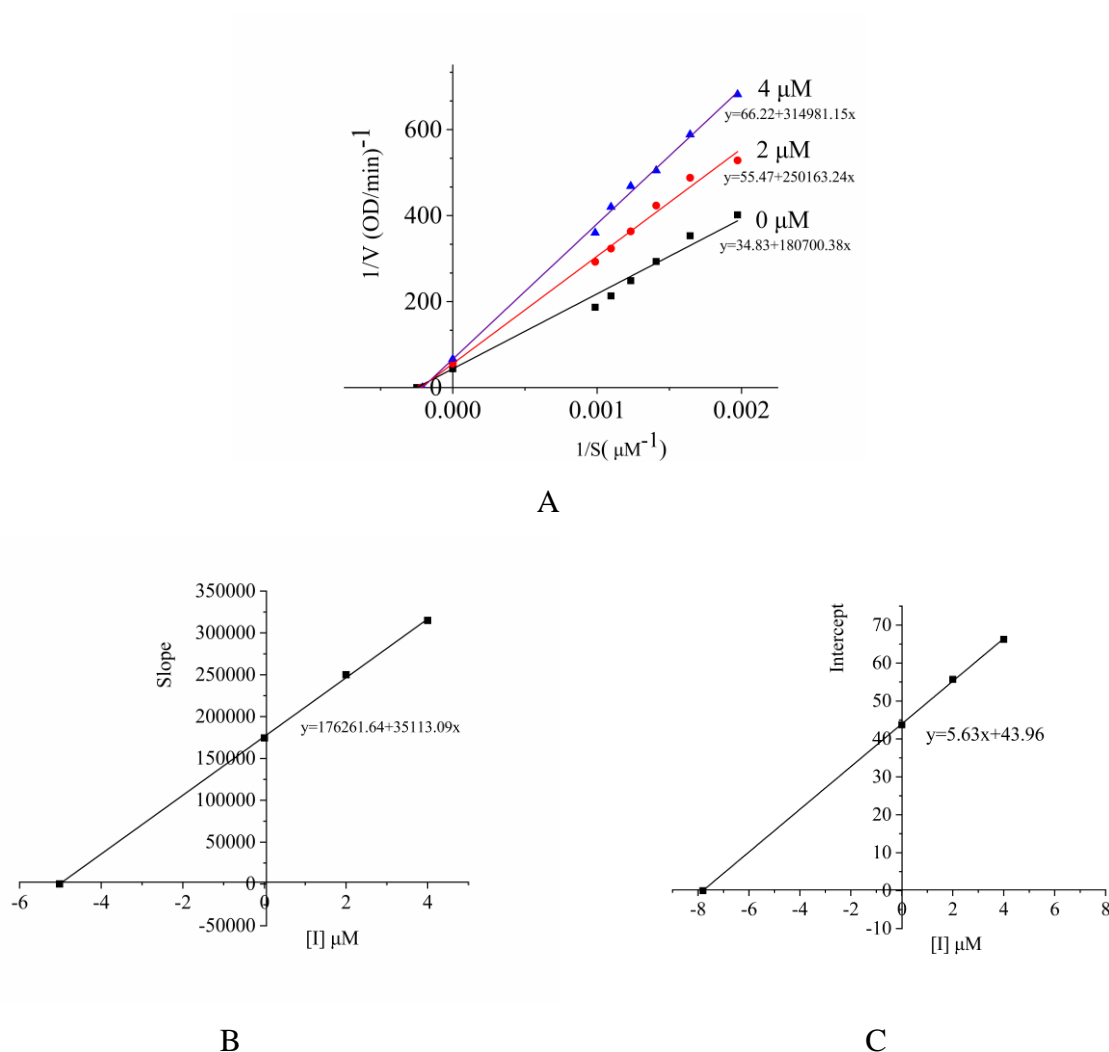 4 μM
y=66.22+314981.15x
2 μM
y=55.47+250163.24x
0 μM
y=34.83+180700.38x
1/V (OD/min)-1
600
400
200
0
0.000 0.001 0.002
1/S( μM-1)
A
350000
300000
250000
200000
150000
100000
50000
0
-50000
Slope
y=176261.64+35113.09x
-6 -4 -2 0 2 4
[I] μM
B
Intercept
70
60
50
40
30
20
10
0
-10
y=5.63x+43.96
-8 -6 -4 -2 0 2 4 6 8
[I] μM
C